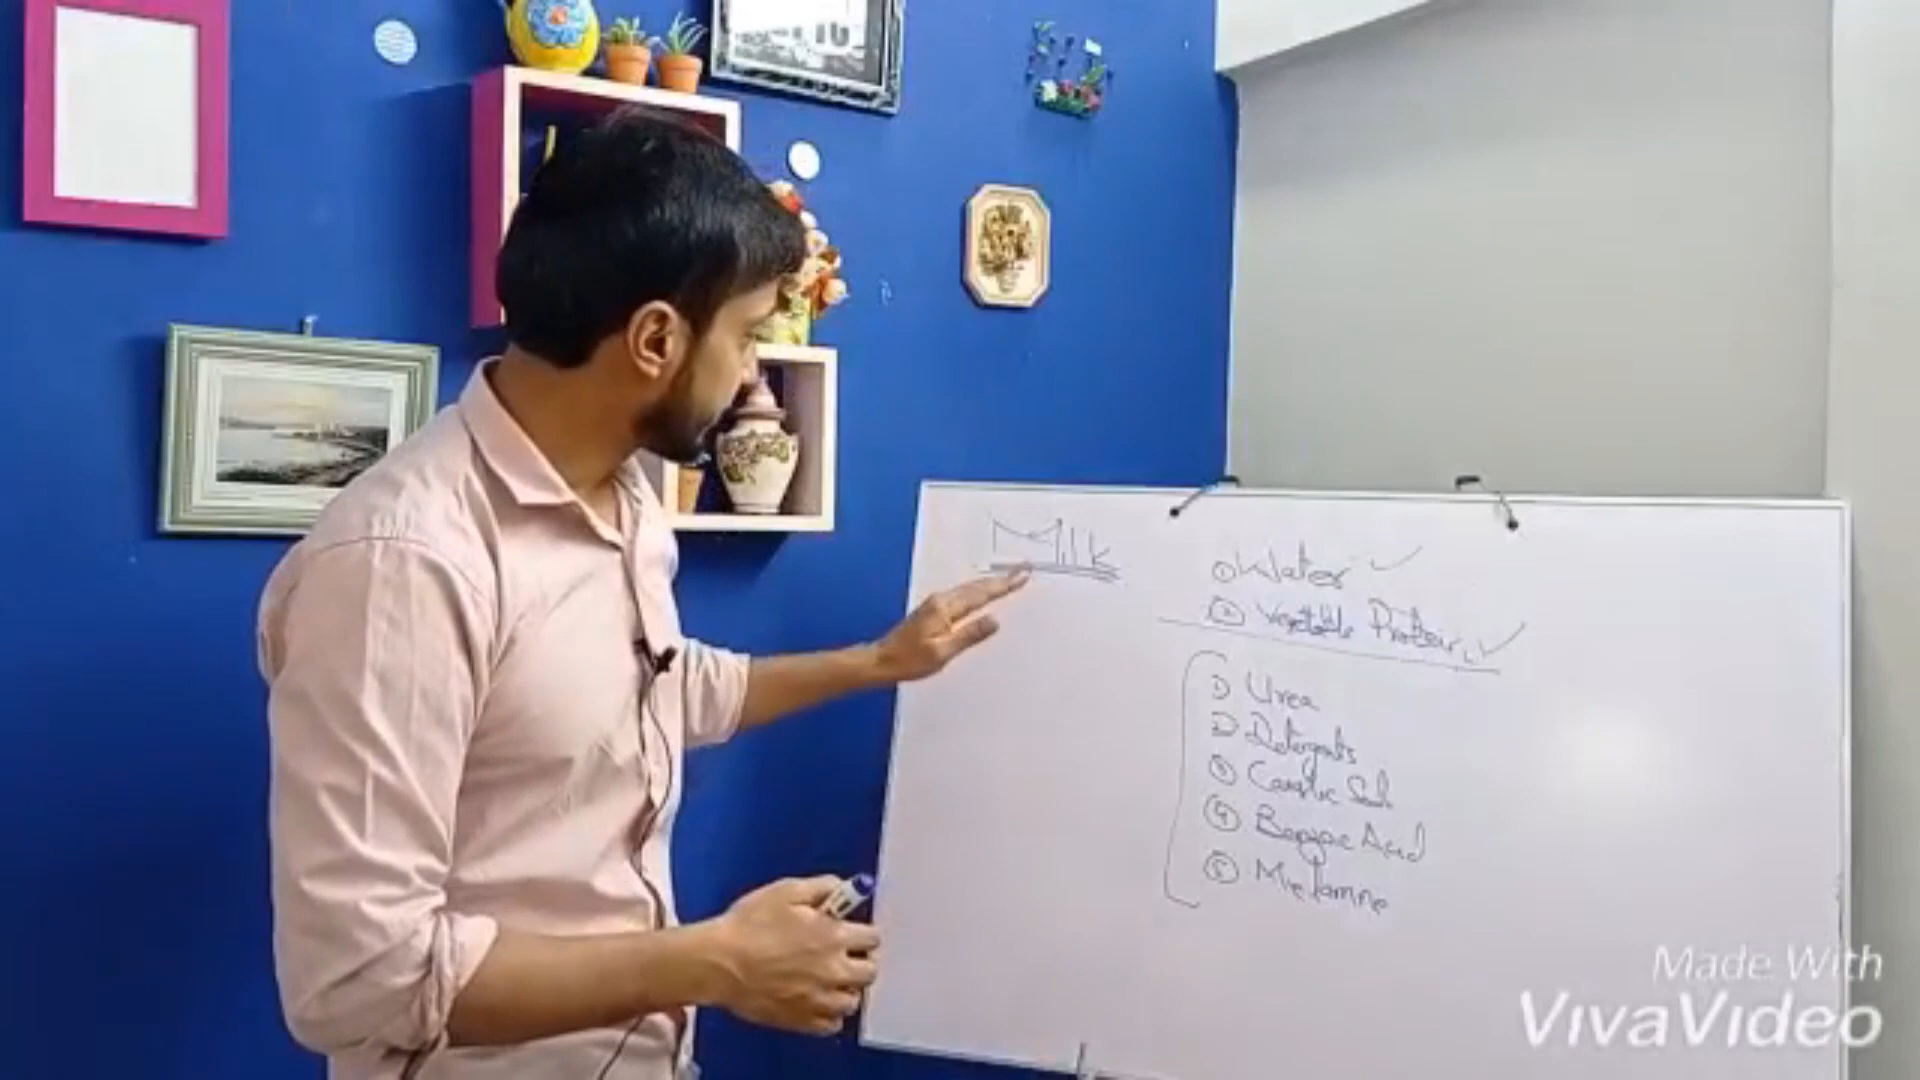 Milk
① Water ✓
② Vegetable Protein ✓
1) Urea
2) Detergents
③ Caustic Soda
④ Benzoic Acid
⑤ Melamine
Made With
VivaVideo